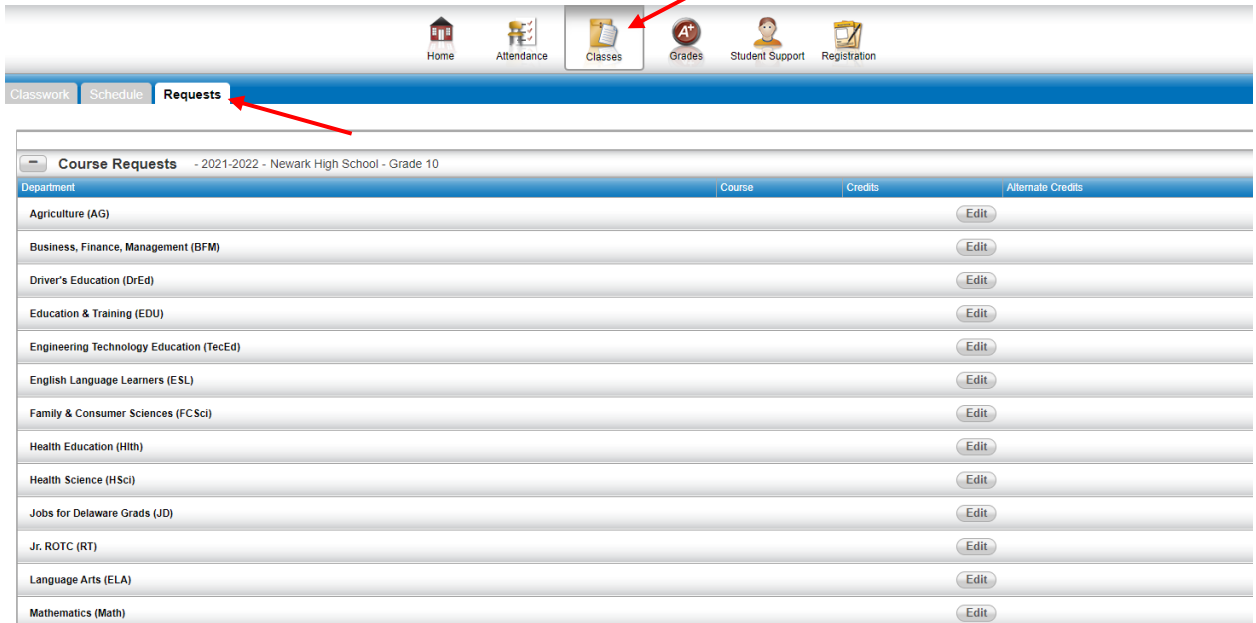 A+
Home Attendance Classes Grades Student Support Registration
Classwork Schedule Requests
Course Requests - 2021-2022 - Newark High School - Grade 10
Department Course Credits Alternate Credits
Agriculture (AG) Edit
Business, Finance, Management (BFM) Edit
Driver's Education (DrEd) Edit
Education & Training (EDU) Edit
Engineering Technology Education (TecEd) Edit
English Language Learners (ESL) Edit
Family & Consumer Sciences (FCSci) Edit
Health Education (Hlth) Edit
Health Science (HSci) Edit
Jobs for Delaware Grads (JD) Edit
Jr. ROTC (RT) Edit
Language Arts (ELA) Edit
Mathematics (Math) Edit